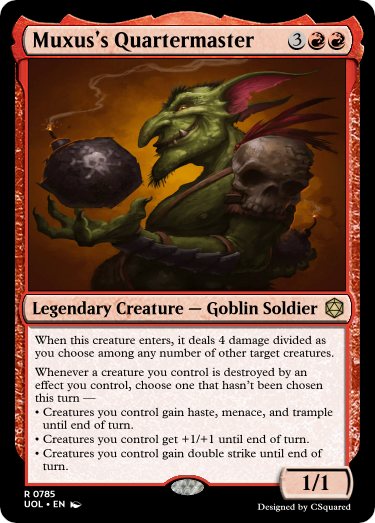 Muxus's Quartermaster 3
Legendary Creature — Goblin Soldier
When this creature enters, it deals 4 damage divided as
you choose among any number of other target creatures.
Whenever a creature you control is destroyed by an
effect you control, choose one that hasn't been chosen
this turn —
• Creatures you control gain haste, menace, and trample
until end of turn.
• Creatures you control get +1/+1 until end of turn.
• Creatures you control gain double strike until end of
turn.
1/1
R 0785
UOL • EN
Designed by CSquared